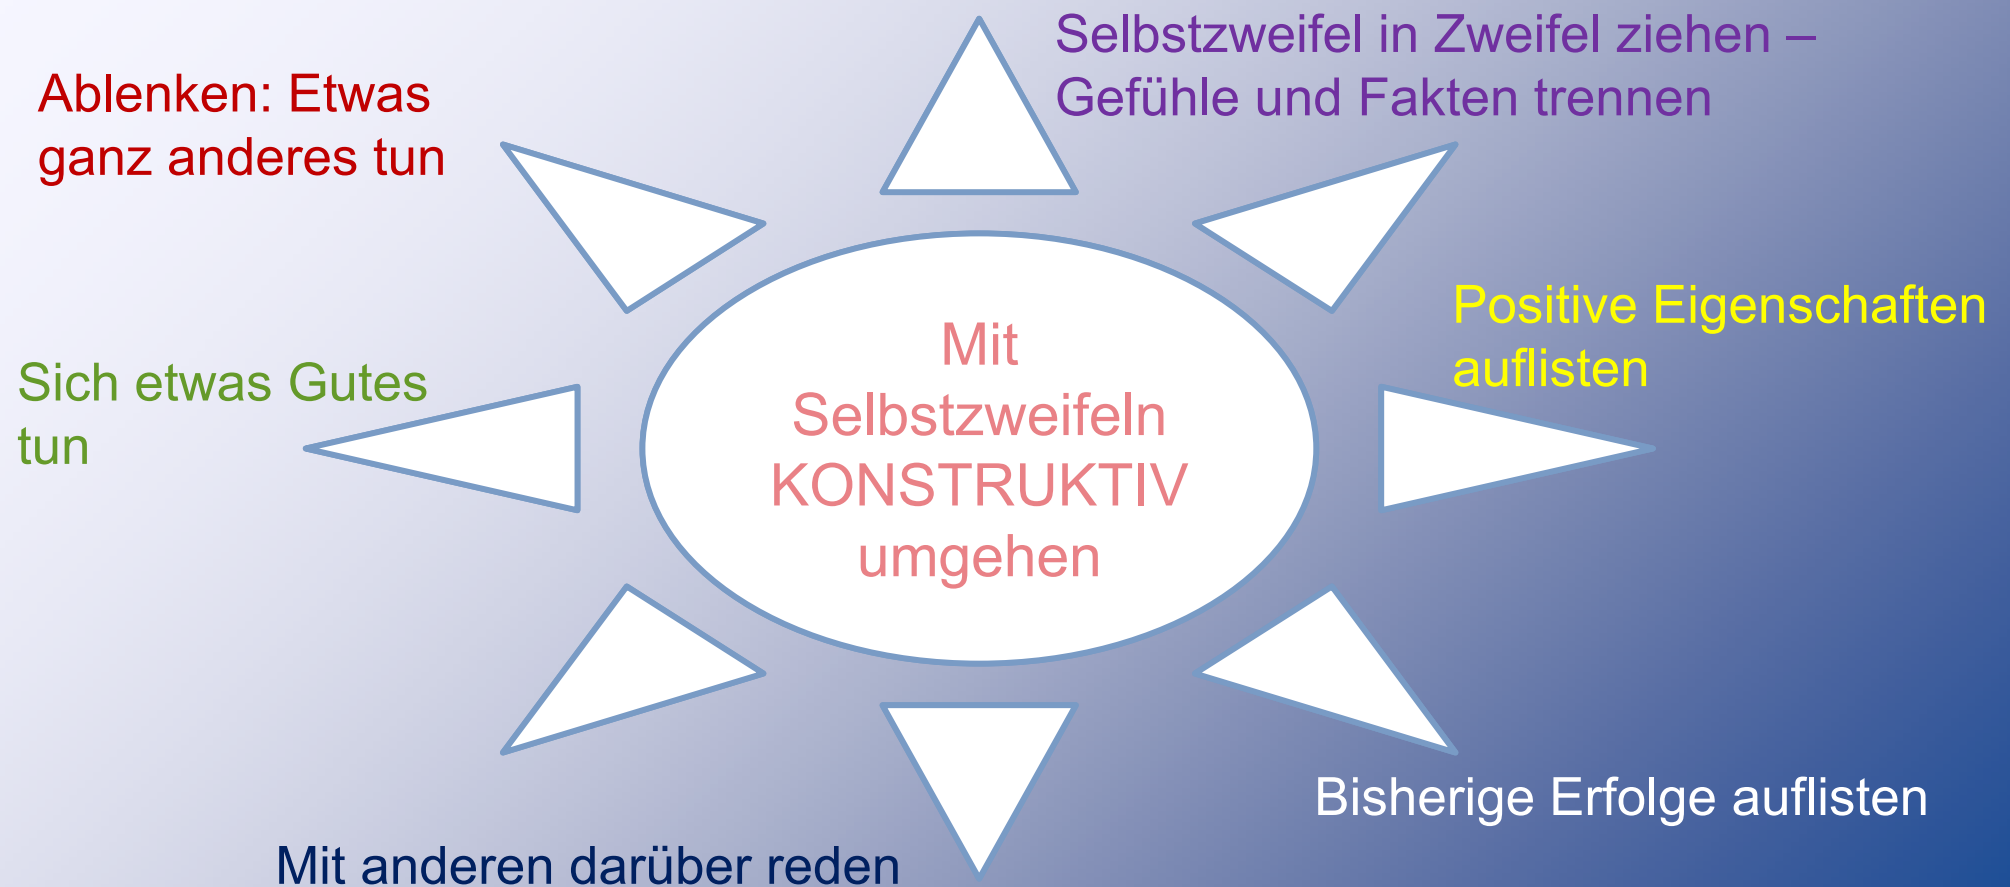 Selbstzweifel in Zweifel ziehen –
Gefühle und Fakten trennen
Ablenken: Etwas
ganz anderes tun
Positive Eigenschaften
auflisten
Mit
Selbstzweifeln
KONSTRUKTIV
umgehen
Sich etwas Gutes
tun
Bisherige Erfolge auflisten
Mit anderen darüber reden